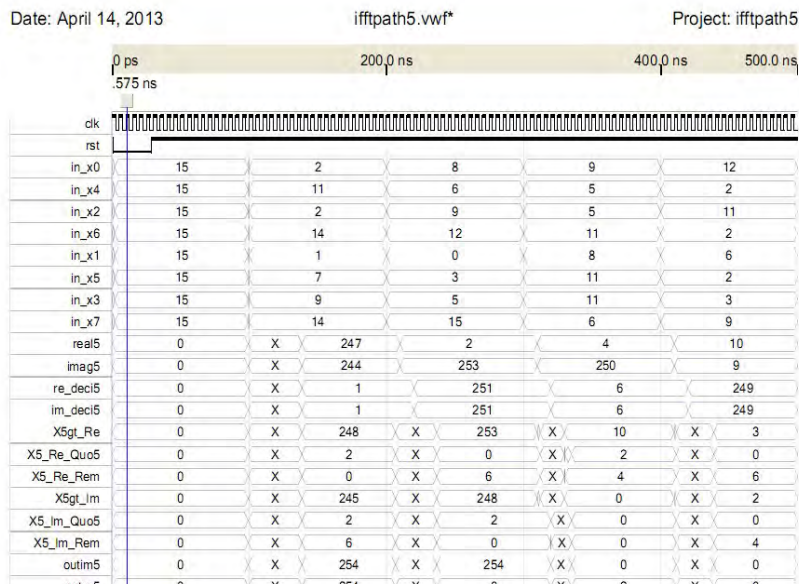 Date: April 14, 2013 ifftpath5.vwf* Project: ifftpath5
0 ps 200.0 ns 400.0 ns 500.0 ns
.575 ns
clk
rst
in_x0 15 2 8 9 12
in_x4 15 11 6 5 2
in_x2 15 2 9 5 11
in_x6 15 14 12 11 2
in_x1 15 1 0 8 6
in_x5 15 7 3 11 2
in_x3 15 9 5 11 3
in_x7 15 14 15 6 9
real5 0 X 247 2 4 10
imag5 0 X 244 253 250 9
re_deci5 0 X 1 251 6 249
im_deci5 0 X 1 251 6 249
X5gt_Re 0 X 248 X 253 X 10 X 3
X5_Re_Quo5 0 X 2 X 0 X 2 X 0
X5_Re_Rem 0 X 0 X 6 X 4 X 6
X5gt_Im 0 X 245 X 248 X 0 X 2
X5_Im_Quo5 0 X 2 X 2 X 0 X 0
X5_Im_Rem 0 X 6 X 0 X 0 X 4
outim5 0 X 254 X 254 X 0 X 0